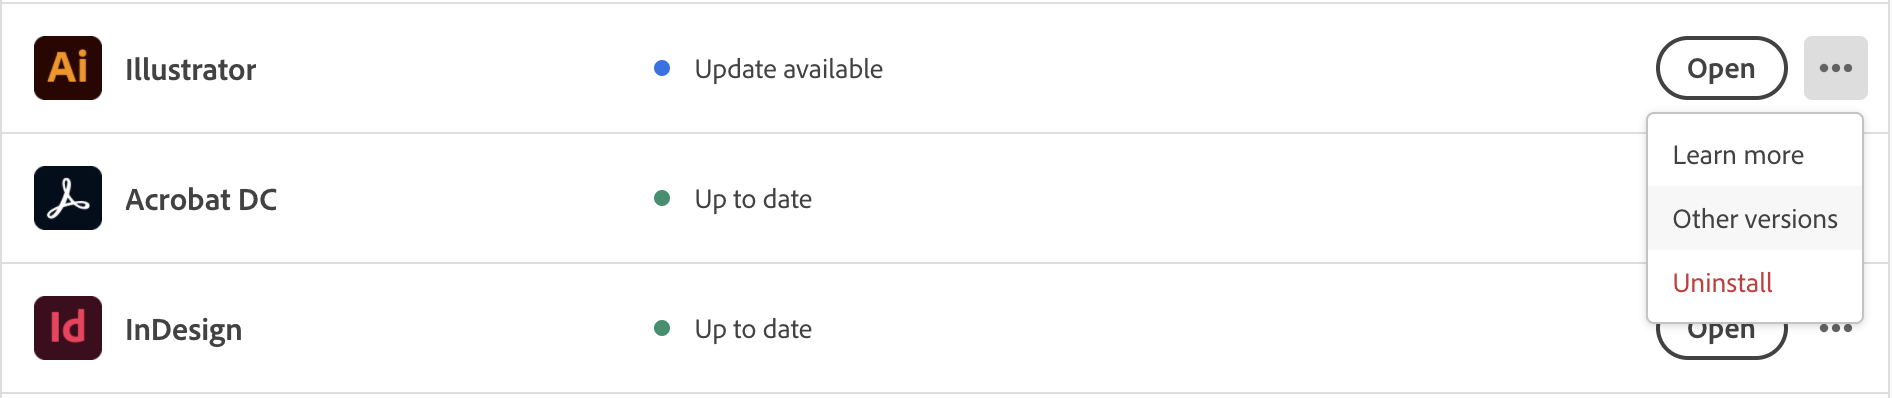 Ai Illustrator Update available Open
Learn more
Acrobat DC Up to date
Other versions
Uninstall
Id InDesign Up to date Open